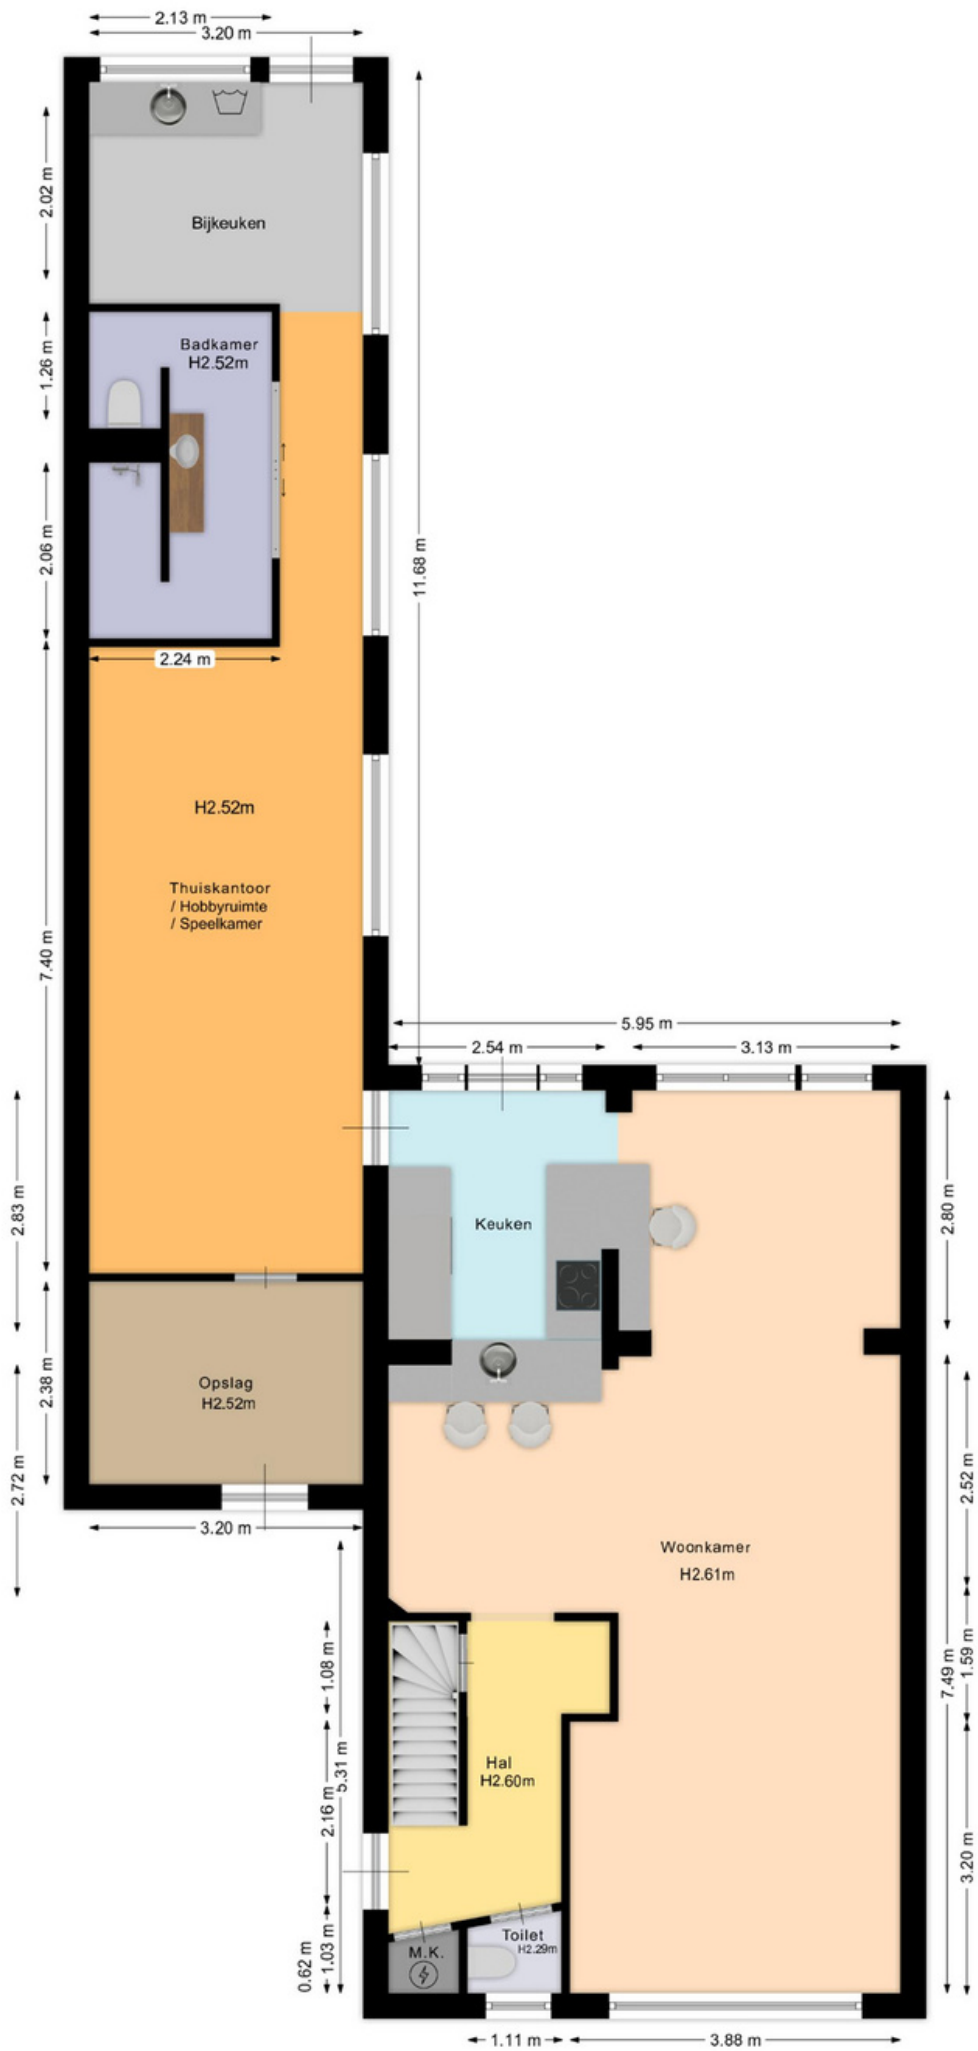 2.13 m
3.20 m
2.02 m
Bijkeuken
1.26 m
Badkamer
H2.52m
2.06 m
11.68 m
2.24 m
H2.52m
Thuiskantoor
/ Hobbyruimte
/ Speelkamer
7.40 m
5.95 m
2.54 m
3.13 m
2.83 m
Keuken
2.80 m
2.38 m
Opslag
H2.52m
2.72 m
2.52 m
3.20 m
Woonkamer
H2.61m
1.08 m
1.59 m
7.49 m
5.31 m
Hal
H2.60m
2.16 m
3.20 m
Toilet
H2.29m
M.K.
0.62 m
1.03 m
1.11 m
3.88 m